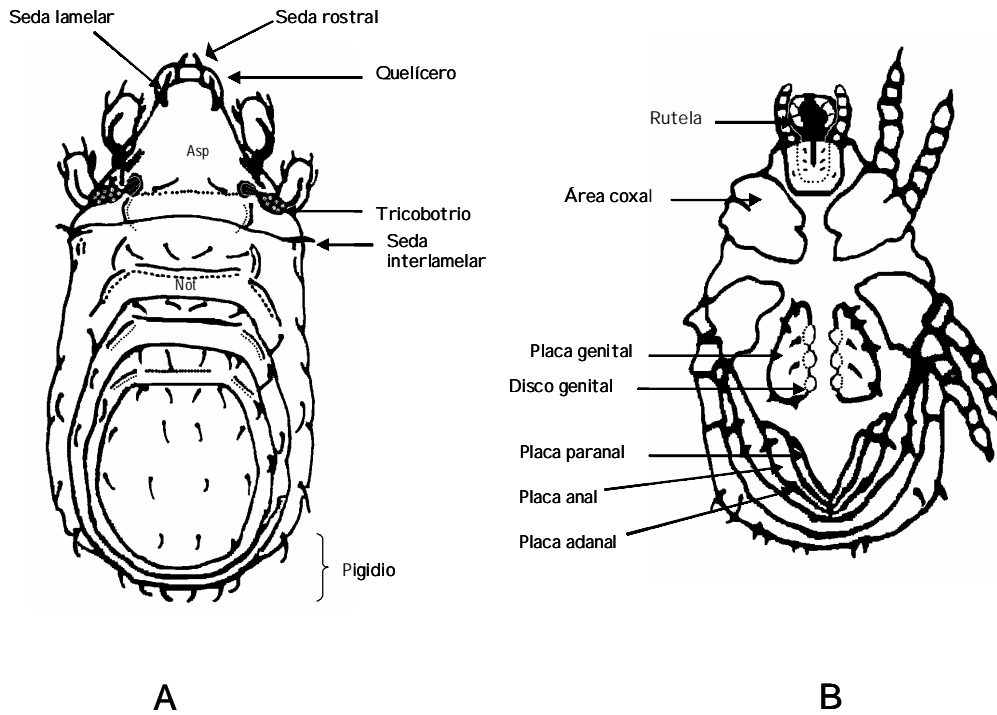 Seda lamelar
Seda rostral
Quelícero
Asp
Tricobotrio
Seda
interlamelar
Not
Pigidio
A
Rutela
Área coxal
Placa genital
Disco genital
Placa paranal
Placa anal
Placa adanal
B